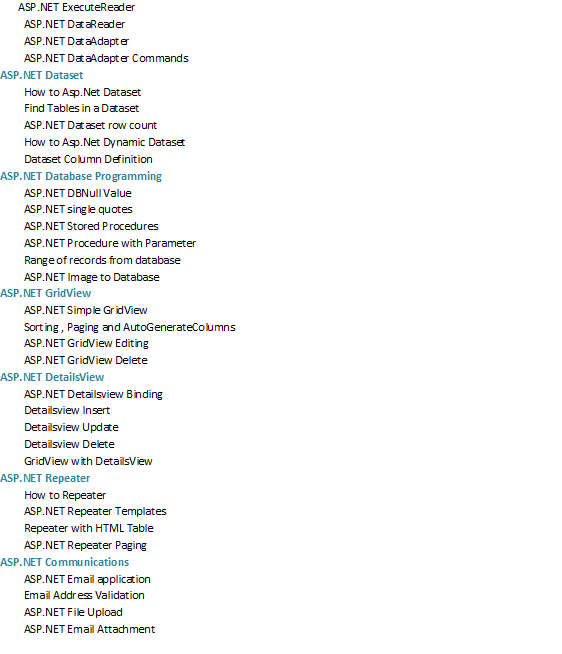 ASP.NET ExecuteReader
ASP.NET DataReader
ASP.NET DataAdapter
ASP.NET DataAdapter Commands
ASP.NET Dataset
How to Asp.Net Dataset
Find Tables in a Dataset
ASP.NET Dataset row count
How to Asp.Net Dynamic Dataset
Dataset Column Definition
ASP.NET Database Programming
ASP.NET DBNull Value
ASP.NET single quotes
ASP.NET Stored Procedures
ASP.NET Procedure with Parameter
Range of records from database
ASP.NET Image to Database
ASP.NET GridView
ASP.NET Simple GridView
Sorting , Paging and AutoGenerateColumns
ASP.NET GridView Editing
ASP.NET GridView Delete
ASP.NET DetailsView
ASP.NET Detailsview Binding
Detailsview Insert
Detailsview Update
Detailsview Delete
GridView with DetailsView
ASP.NET Repeater
How to Repeater
ASP.NET Repeater Templates
Repeater with HTML Table
ASP.NET Repeater Paging
ASP.NET Communications
ASP.NET Email application
Email Address Validation
ASP.NET File Upload
ASP.NET Email Attachment